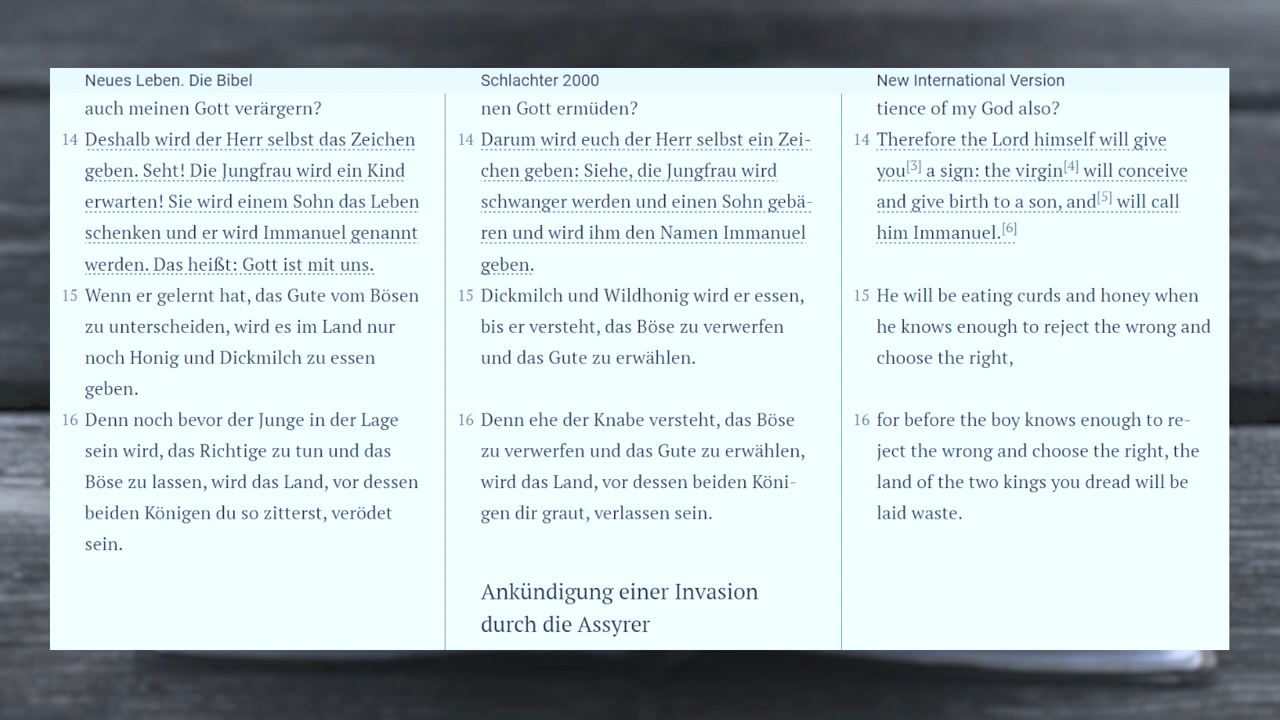 Neues Leben. Die Bibel
auch meinen Gott verärgern?
14 Deshalb wird der Herr selbst das Zeichen
geben. Seht! Die Jungfrau wird ein Kind
erwarten! Sie wird einem Sohn das Leben
schenken und er wird Immanuel genannt
werden. Das heißt: Gott ist mit uns.
15 Wenn er gelernt hat, das Gute vom Bösen
zu unterscheiden, wird es im Land nur
noch Honig und Dickmilch zu essen
geben.
16 Denn noch bevor der Junge in der Lage
sein wird, das Richtige zu tun und das
Böse zu lassen, wird das Land, vor dessen
beiden Königen du so zitterst, verödet
sein.
Schlachter 2000
nen Gott ermüden?
14 Darum wird euch der Herr selbst ein Zei-
chen geben: Siehe, die Jungfrau wird
schwanger werden und einen Sohn gebä-
ren und wird ihm den Namen Immanuel
geben.
15 Dickmilch und Wildhonig wird er essen,
bis er versteht, das Böse zu verwerfen
und das Gute zu erwählen.
16 Denn ehe der Knabe versteht, das Böse
zu verwerfen und das Gute zu erwählen,
wird das Land, vor dessen beiden Köni-
gen dir graut, verlassen sein.
Ankündigung einer Invasion
durch die Assyrer
New International Version
tience of my God also?
14 Therefore the Lord himself will give
you[3] a sign: the virgin[4] will conceive
and give birth to a son, and[5] will call
him Immanuel.[6]
15 He will be eating curds and honey when
he knows enough to reject the wrong and
choose the right,
16 for before the boy knows enough to re-
ject the wrong and choose the right, the
land of the two kings you dread will be
laid waste.